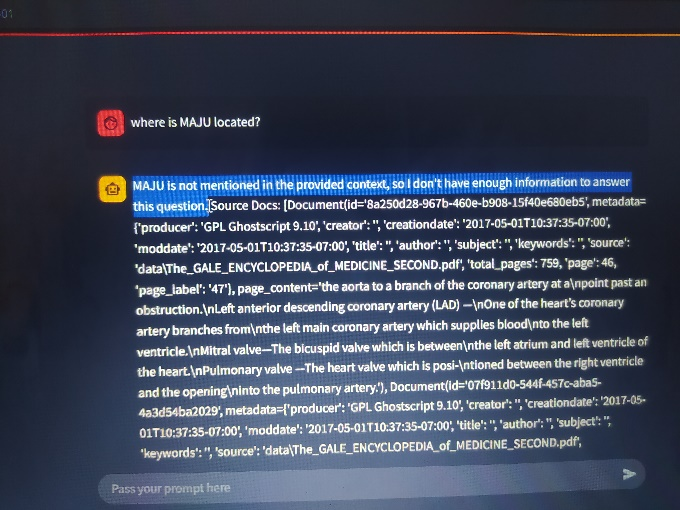 -01
where is MAJU located?
MAJU is not mentioned in the provided context, so I don't have enough information to answer
this question.Source Docs: [Document(id='8a250d28-967b-460e-b908-15f40e680eb5', metadata=
{'producer': 'GPL Ghostscript 9.10', 'creator': '', 'creationdate': '2017-05-01T10:37:35-07:00',
'moddate': '2017-05-01T10:37:35-07:00', 'title': '', 'author': '', 'subject': '', 'keywords': '', 'source':
'data\The_GALE_ENCYCLOPEDIA_of_MEDICINE_SECOND.pdf', 'total_pages': 759, 'page': 46,
'page_label': '47'}, page_content='the aorta to a branch of the coronary artery at a\npoint past an
obstruction.\nLeft anterior descending coronary artery (LAD) —\nOne of the heart's coronary
artery branches from\nthe left main coronary artery which supplies blood\nto the left
ventricle.\nMitral valve—The bicuspid valve which is between\nthe left atrium and left ventricle of
the heart.\nPulmonary valve —The heart valve which is posi-\ntioned between the right ventricle
and the opening\ninto the pulmonary artery.'), Document(id='07f911d0-544f-457c-aba5-
4a3d54ba2029', metadata={'producer': 'GPL Ghostscript 9.10', 'creator': '', 'creationdate': '2017-05-
01T10:37:35-07:00', 'moddate': '2017-05-01T10:37:35-07:00', 'title': '', 'author': '', 'subject': '',
'keywords': '', 'source': 'data\The_GALE_ENCYCLOPEDIA_of_MEDICINE_SECOND.pdf',
Pass your prompt here